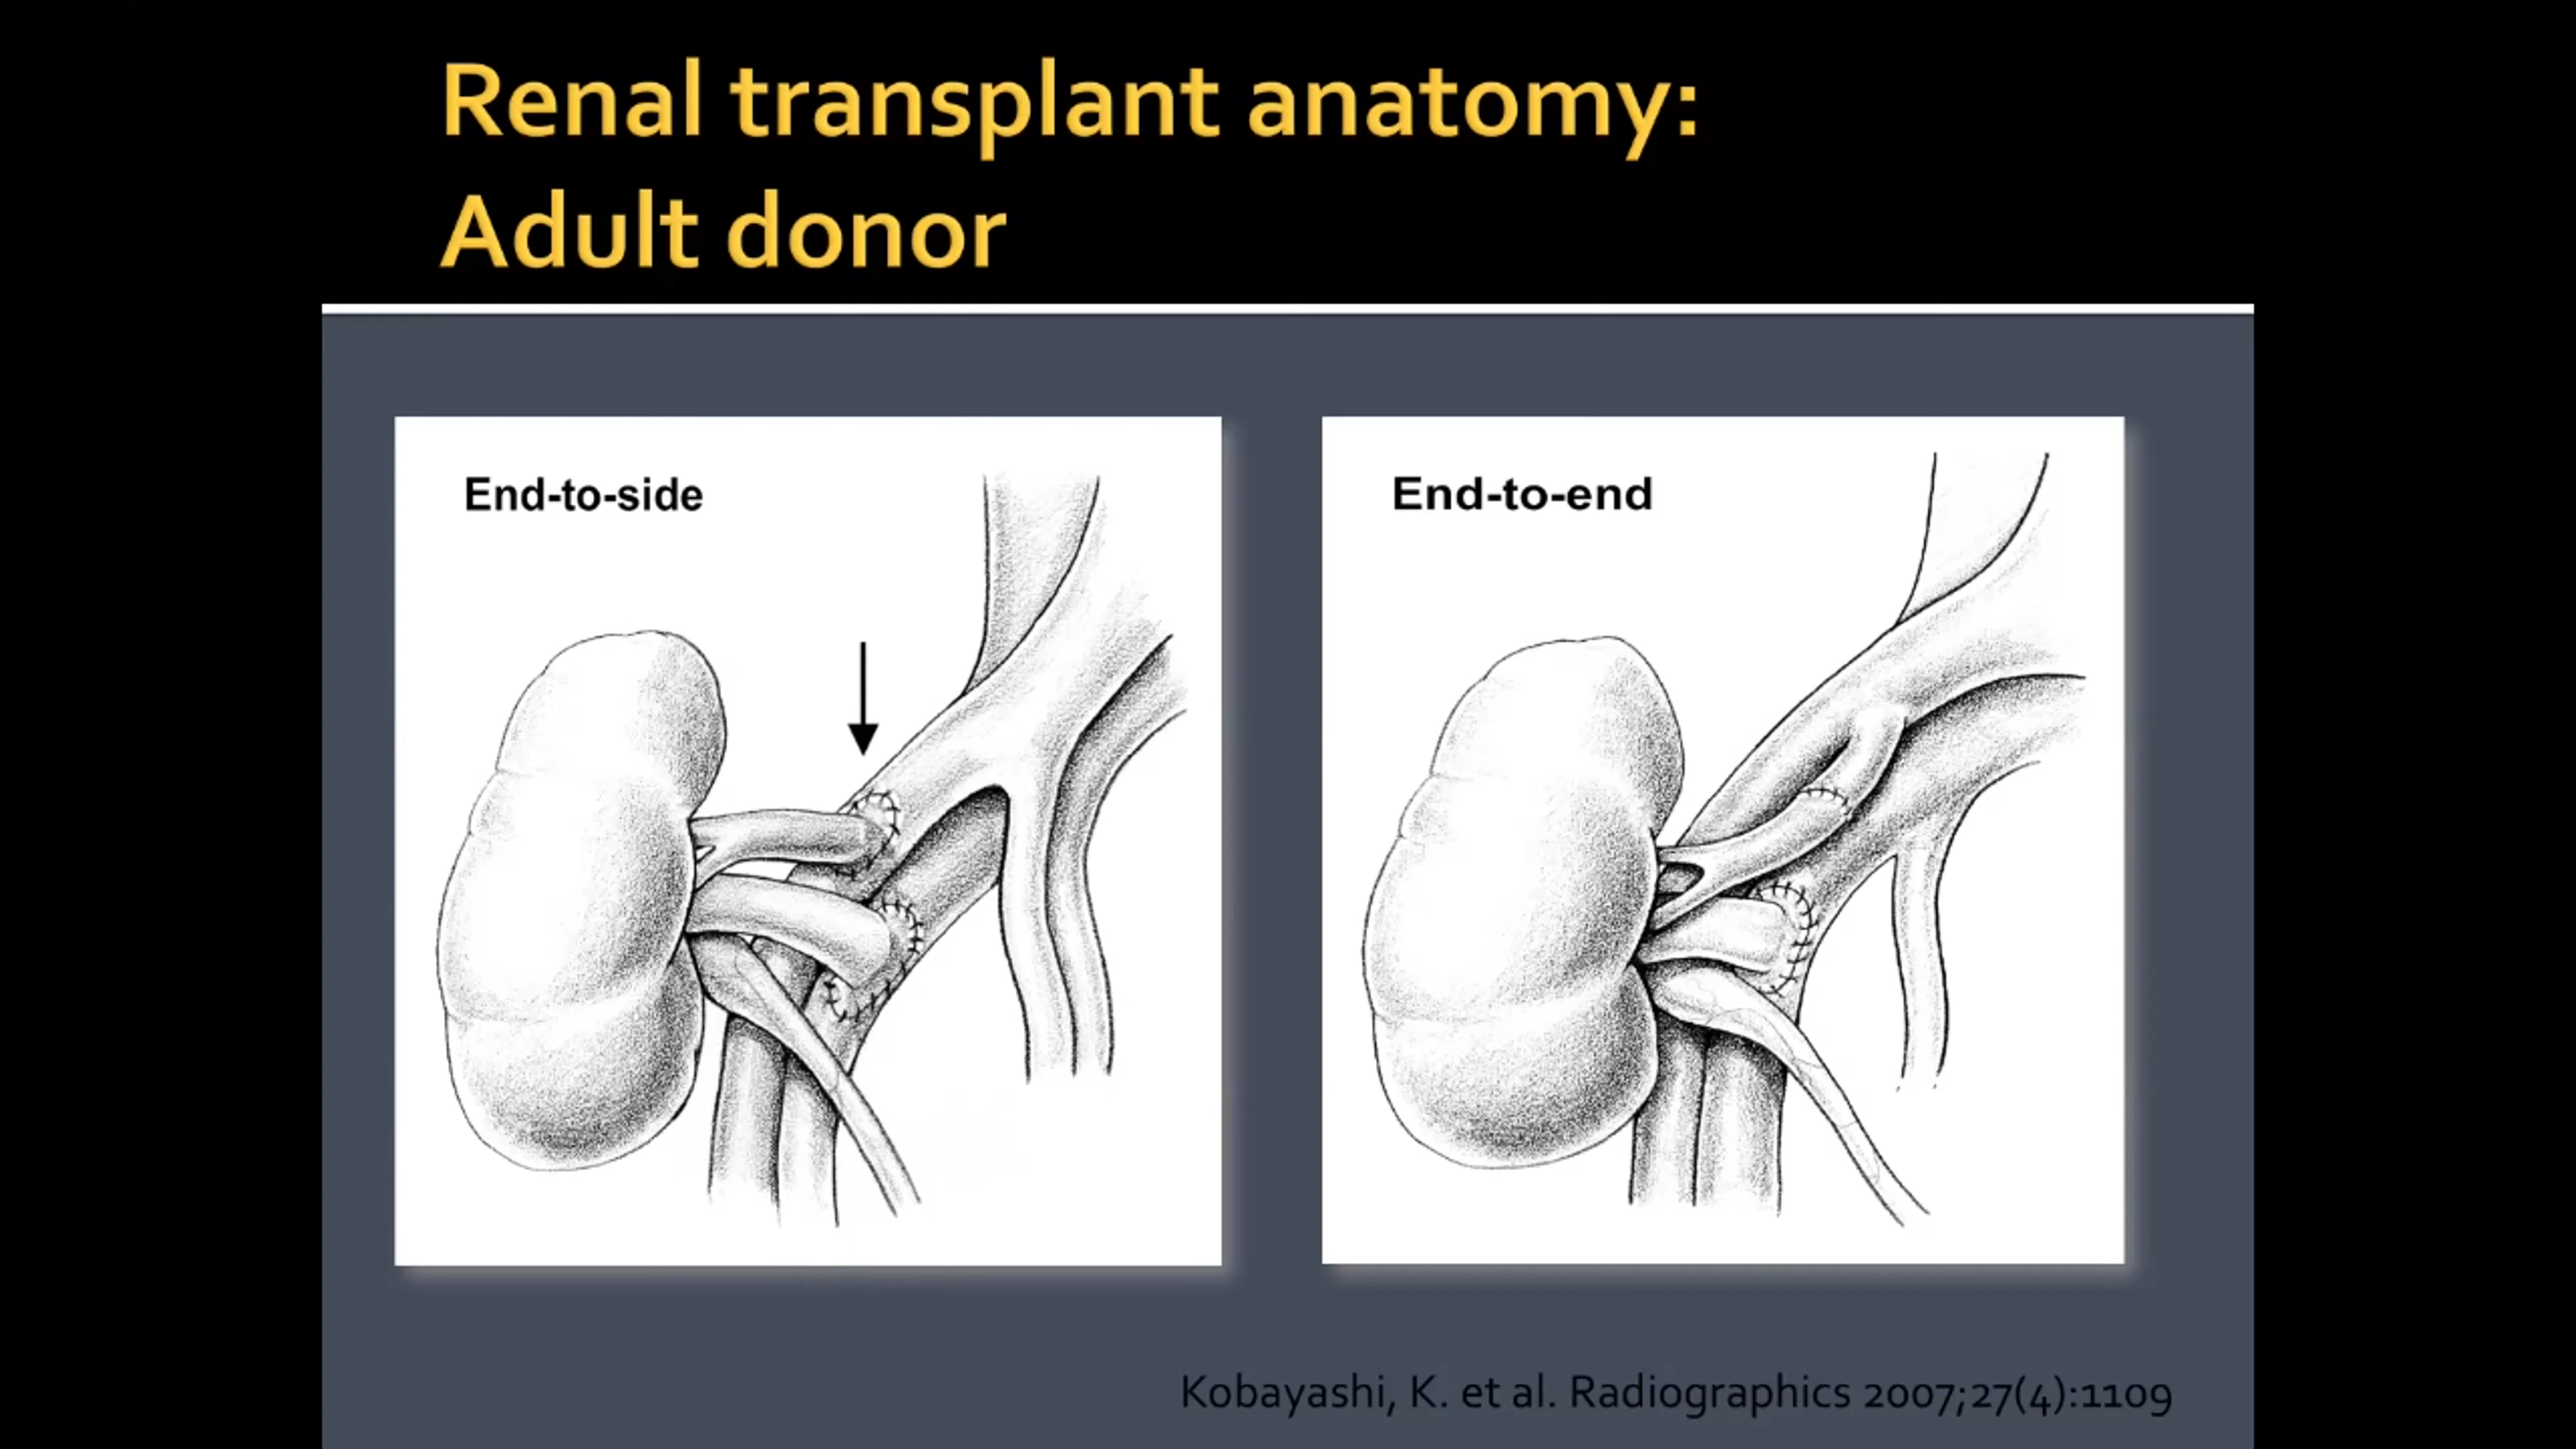 Renal transplant anatomy:
Adult donor
End-to-side
End-to-end
Kobayashi, K. et al. Radiographics 2007;27(4):1109